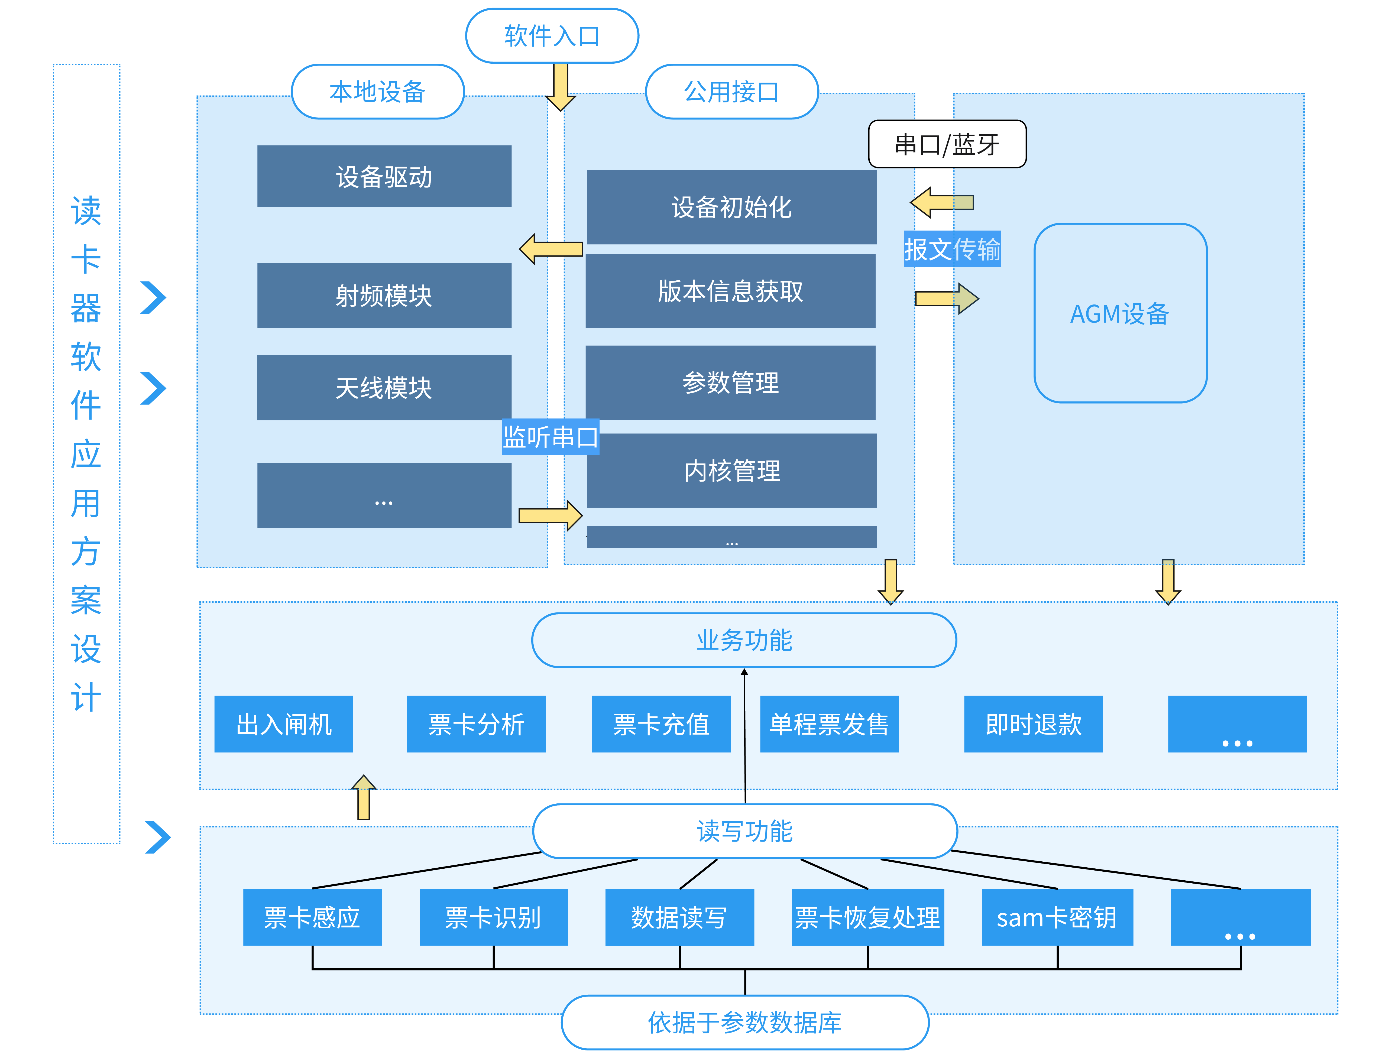 软件入口
本地设备
公用接口
读卡器软件应用方案设计
串口/蓝牙
设备驱动
设备初始化
报文传输
射频模块
版本信息获取
AGM设备
天线模块
参数管理
监听串口
内核管理
...
...
业务功能
出入闸机
票卡分析
票卡充值
单程票发售
即时退款
...
读写功能
票卡感应
票卡识别
数据读写
票卡恢复处理
sam卡密钥
...
依据于参数数据库